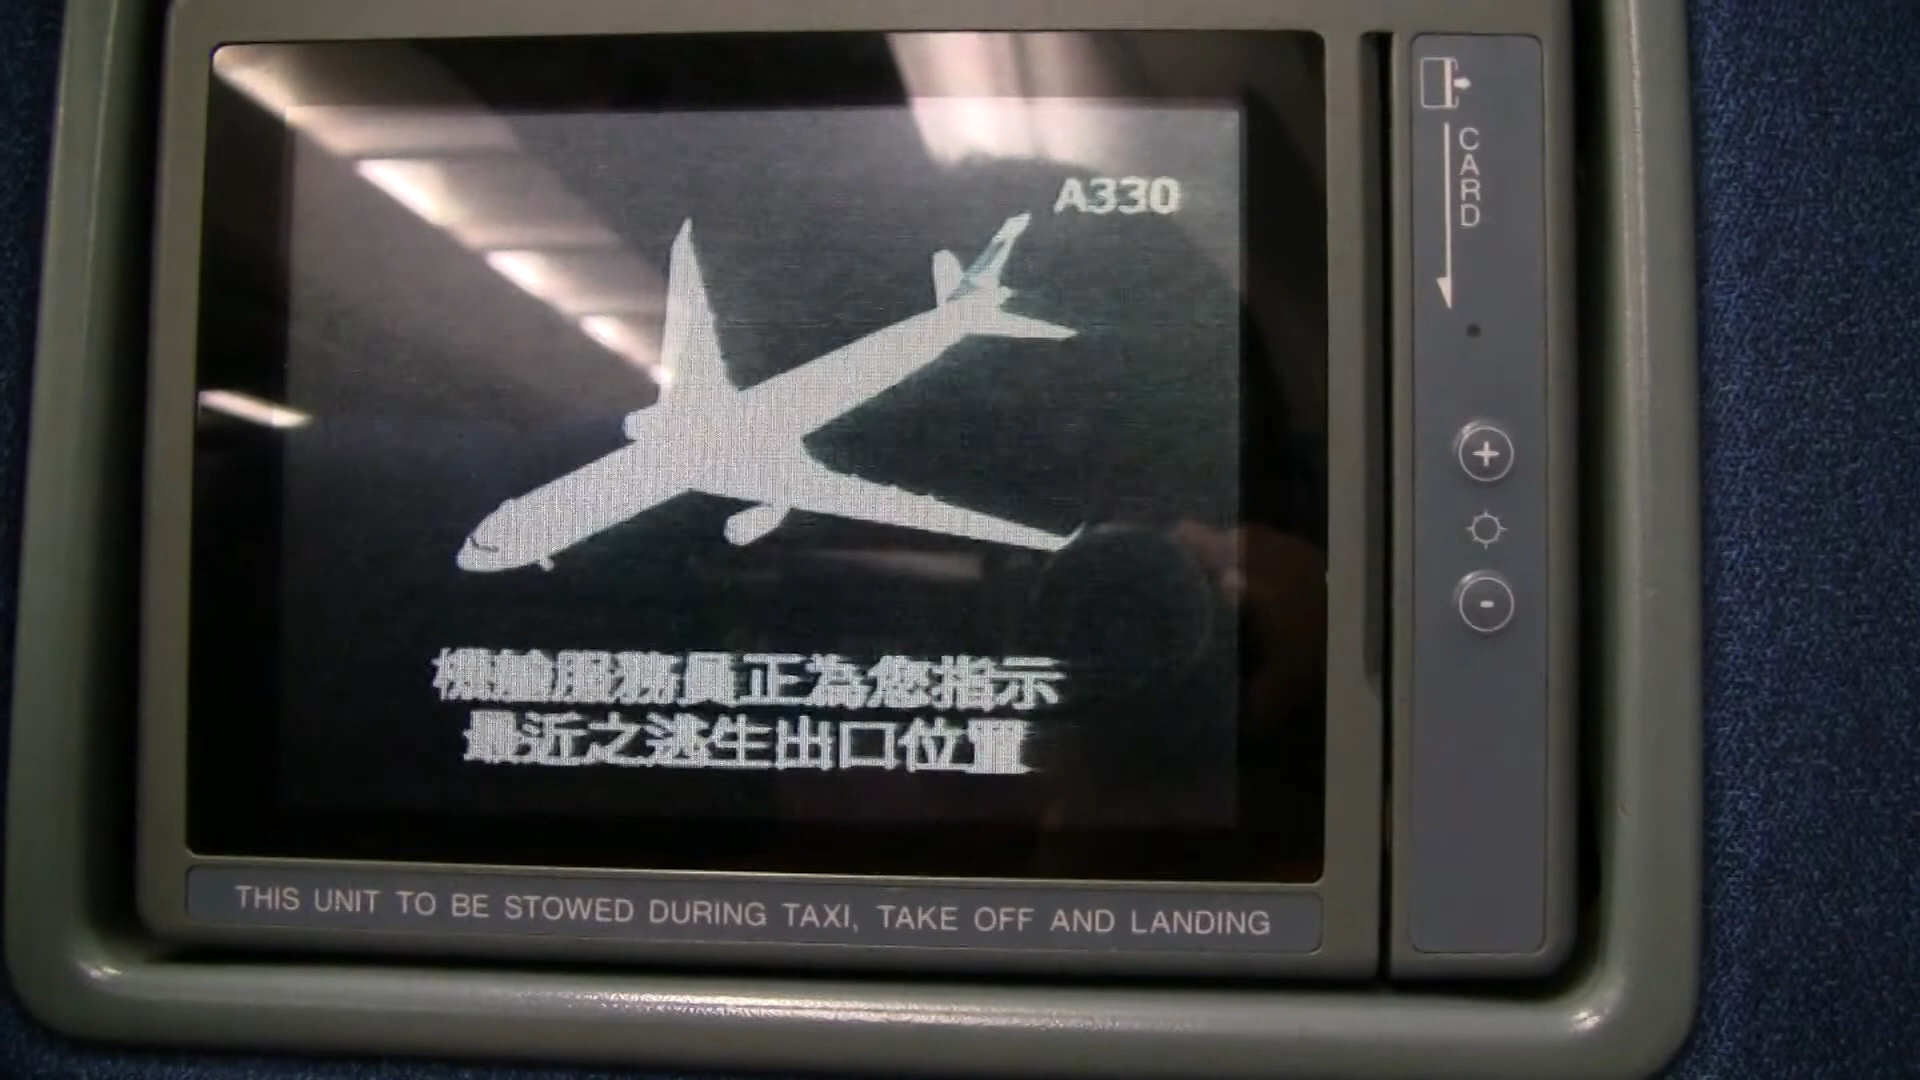 A330
機艙服務員正為您指示
最近之逃生出口位置
THIS UNIT TO BE STOWED DURING TAXI, TAKE OFF AND LANDING
CARD
+
-